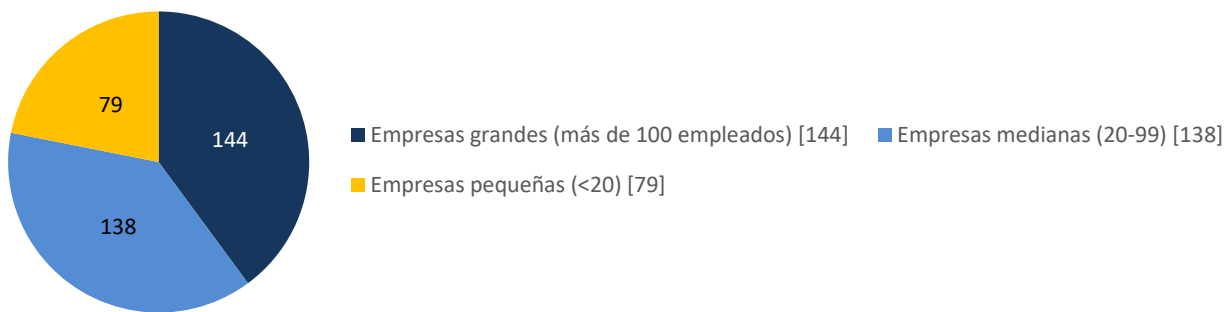 79
144
138
Empresas grandes (más de 100 empleados) [144]
Empresas medianas (20-99) [138]
Empresas pequeñas (<20) [79]